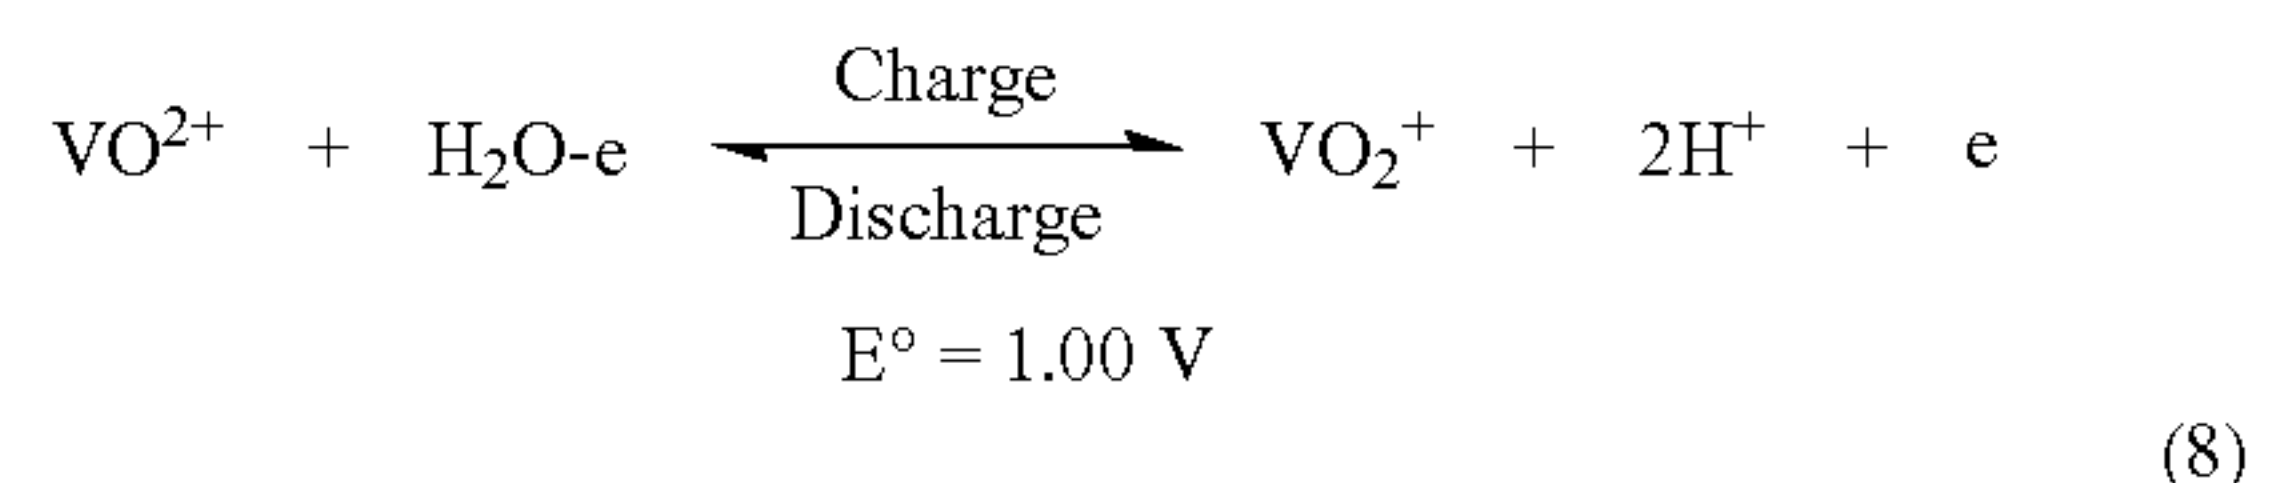 Charge
VO²⁺ + H₂O-e ⇌ VO₂⁺ + 2H⁺ + e
Discharge
E° = 1.00 V
(8)